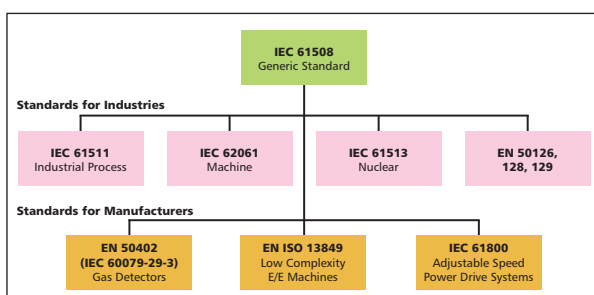 IEC 61508
Generic Standard
Standards for Industries
IEC 61511
Industrial Process
IEC 62061
Machine
IEC 61513
Nuclear
EN 50126,
128, 129
Standards for Manufacturers
EN 50402
(IEC 60079-29-3)
Gas Detectors
EN ISO 13849
Low Complexity
E/E Machines
IEC 61800
Adjustable Speed
Power Drive Systems